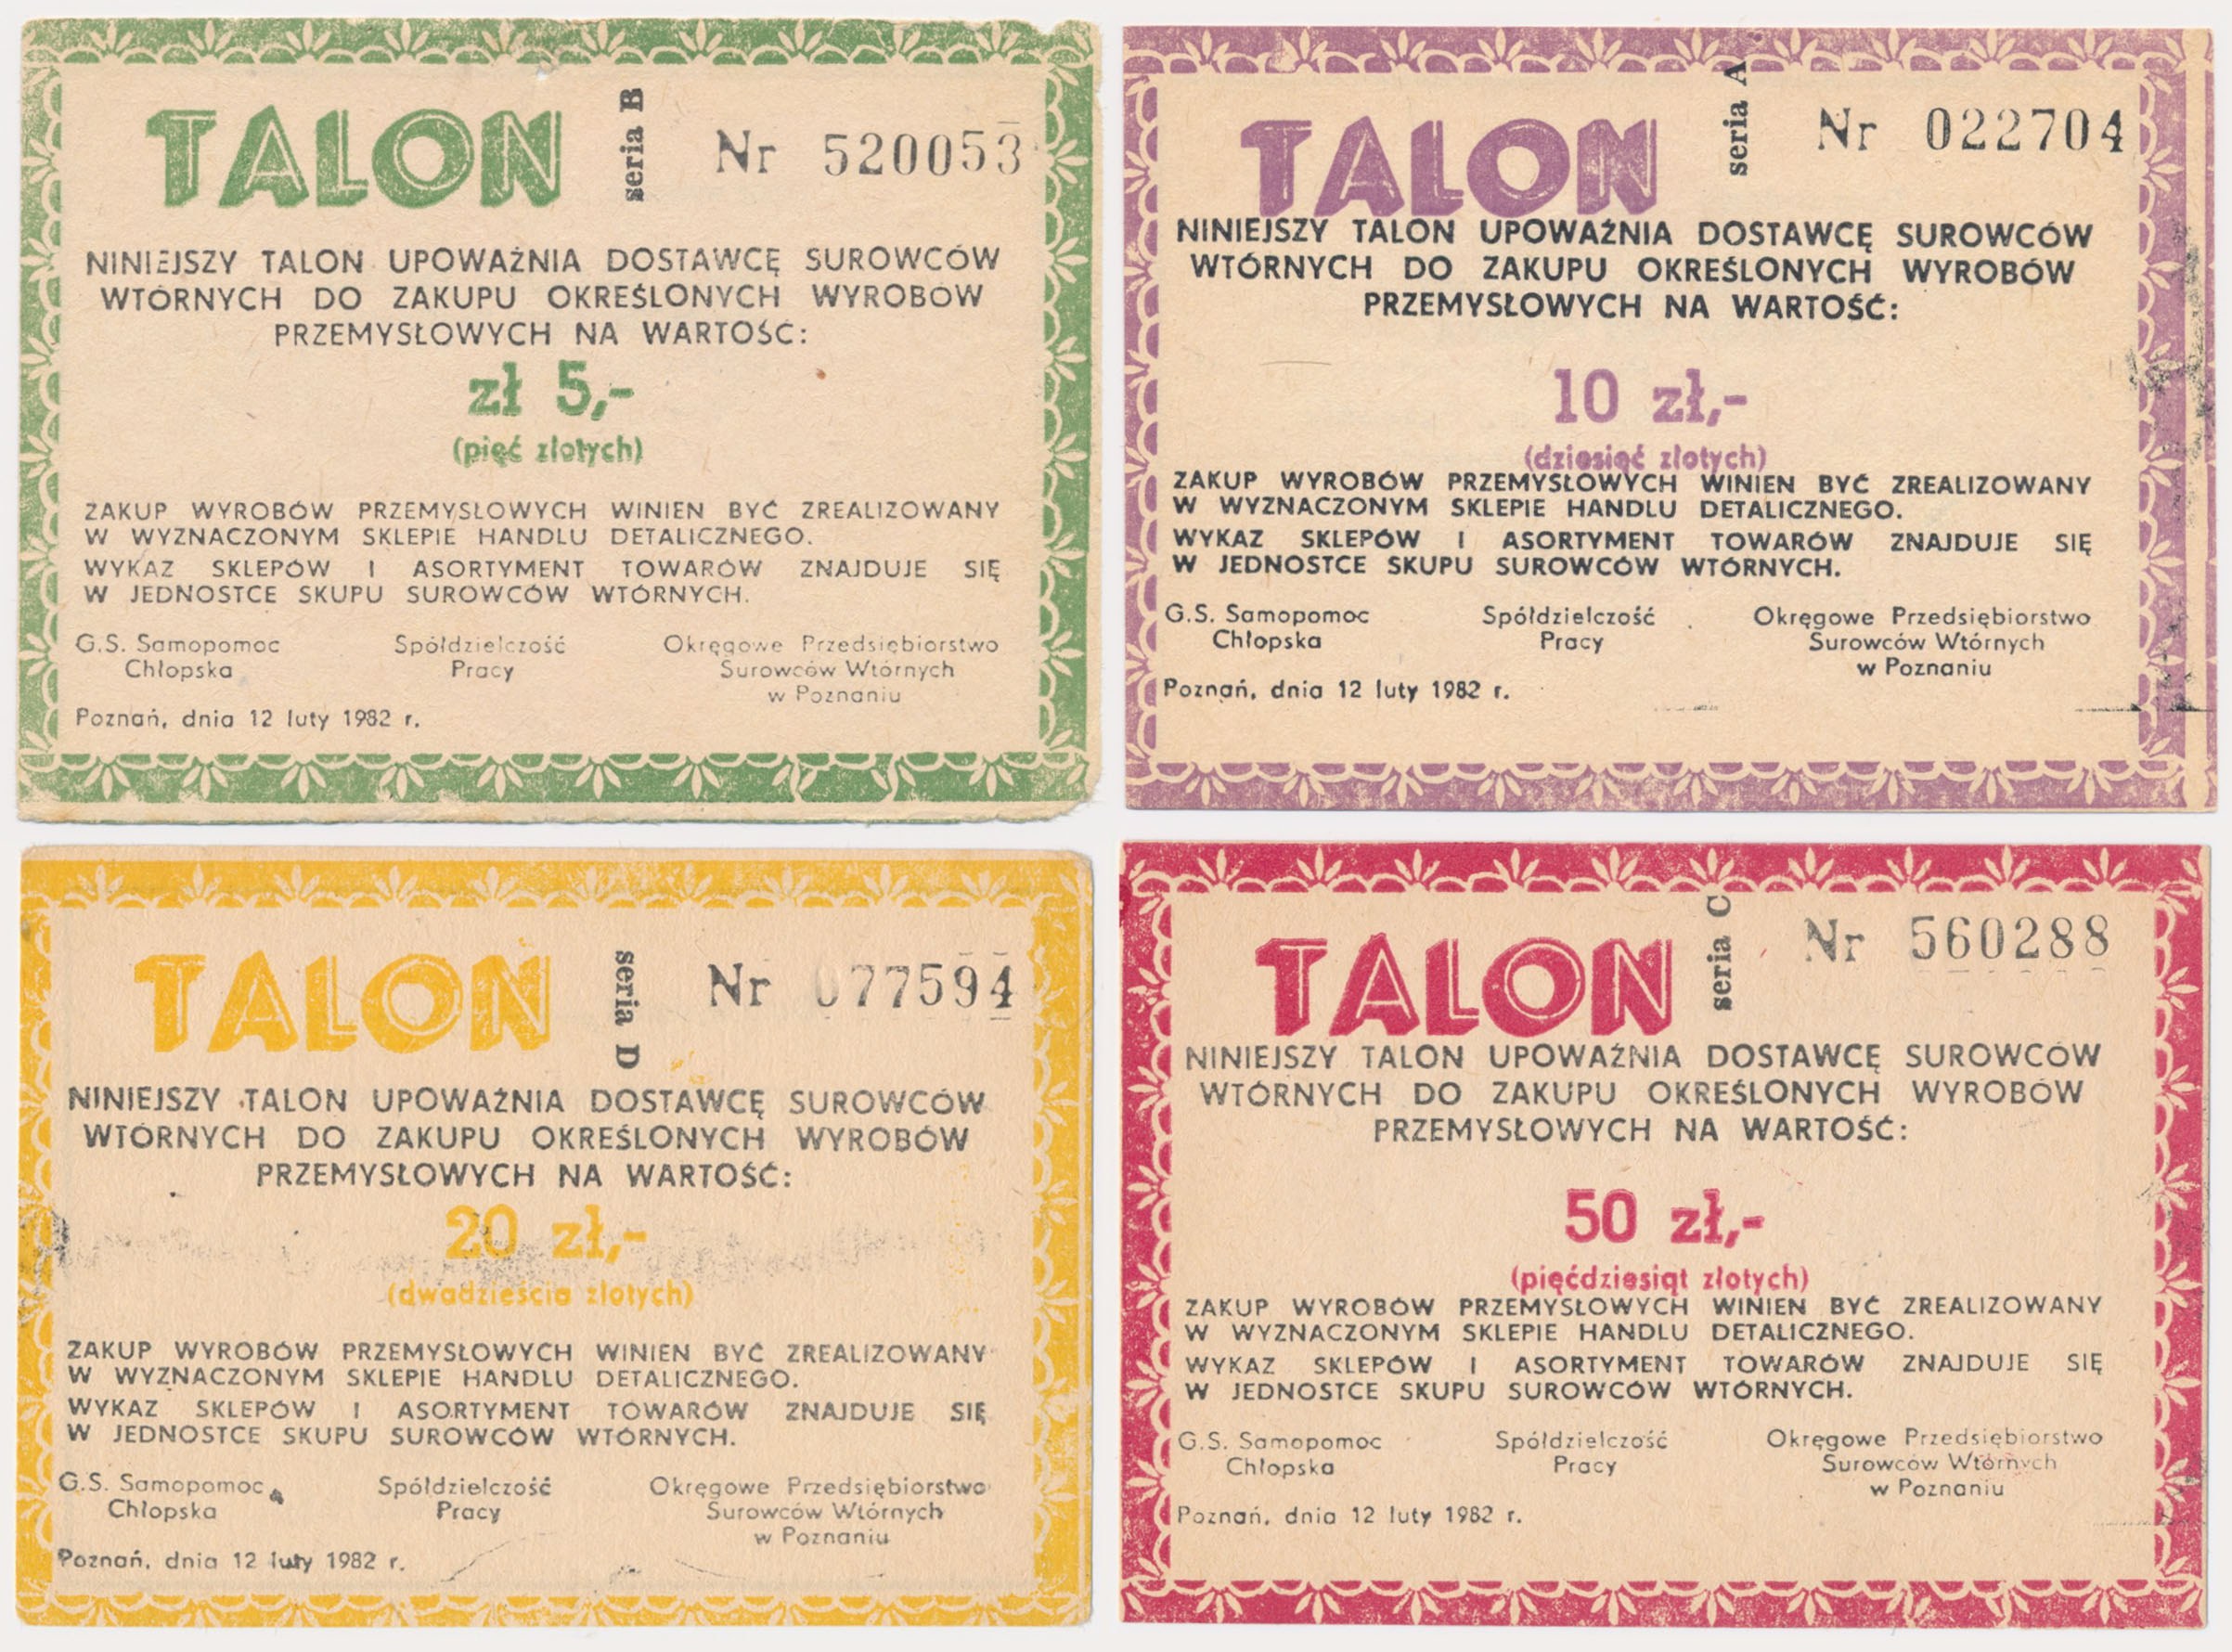 TALON
seria B
Nr 520053
NINIEJSZY TALON UPOWAŻNIA DOSTAWCĘ SUROWCÓW
WTÓRNYCH DO ZAKUPU OKREŚLONYCH WYROBÓW
PRZEMYSŁOWYCH NA WARTOŚĆ:
zł 5,-
(pięć złotych)
ZAKUP WYROBÓW PRZEMYSŁOWYCH WINIEN BYĆ ZREALIZOWANY
W WYZNACZONYM SKLEPIE HANDLU DETALICZNEGO.
WYKAZ SKLEPÓW I ASORTYMENT TOWARÓW ZNAJDUJE SIĘ
W JEDNOSTCE SKUPU SUROWCÓW WTÓRNYCH.
G.S. Samopomoc Spółdzielczość Okręgowe Przedsiębiorstwo
Chłopska Pracy Surowców Wtórnych
w Poznaniu
Poznań, dnia 12 luty 1982 r.
TALON
seria A
Nr 022704
NINIEJSZY TALON UPOWAŻNIA DOSTAWCĘ SUROWCÓW
WTÓRNYCH DO ZAKUPU OKREŚLONYCH WYROBÓW
PRZEMYSŁOWYCH NA WARTOŚĆ:
10 zł,-
(dziesięć złotych)
ZAKUP WYROBÓW PRZEMYSŁOWYCH WINIEN BYĆ ZREALIZOWANY
W WYZNACZONYM SKLEPIE HANDLU DETALICZNEGO.
WYKAZ SKLEPÓW I ASORTYMENT TOWARÓW ZNAJDUJE SIĘ
W JEDNOSTCE SKUPU SUROWCÓW WTÓRNYCH.
G.S. Samopomoc Spółdzielczość Okręgowe Przedsiębiorstwo
Chłopska Pracy Surowców Wtórnych
w Poznaniu
Poznań, dnia 12 luty 1982 r.
TALON
seria D
Nr 077594
NINIEJSZY TALON UPOWAŻNIA DOSTAWCĘ SUROWCÓW
WTÓRNYCH DO ZAKUPU OKREŚLONYCH WYROBÓW
PRZEMYSŁOWYCH NA WARTOŚĆ:
20 zł,-
(dwadzieścia złotych)
ZAKUP WYROBÓW PRZEMYSŁOWYCH WINIEN BYĆ ZREALIZOWANY
W WYZNACZONYM SKLEPIE HANDLU DETALICZNEGO.
WYKAZ SKLEPÓW I ASORTYMENT TOWARÓW ZNAJDUJE SIĘ
W JEDNOSTCE SKUPU SUROWCÓW WTÓRNYCH.
G.S. Samopomoc Spółdzielczość Okręgowe Przedsiębiorstwo
Chłopska Pracy Surowców Wtórnych
w Poznaniu
Poznań, dnia 12 luty 1982 r.
TALON
seria C
Nr 560288
NINIEJSZY TALON UPOWAŻNIA DOSTAWCĘ SUROWCÓW
WTÓRNYCH DO ZAKUPU OKREŚLONYCH WYROBÓW
PRZEMYSŁOWYCH NA WARTOŚĆ:
50 zł,-
(pięćdziesiąt złotych)
ZAKUP WYROBÓW PRZEMYSŁOWYCH WINIEN BYĆ ZREALIZOWANY
W WYZNACZONYM SKLEPIE HANDLU DETALICZNEGO.
WYKAZ SKLEPÓW I ASORTYMENT TOWARÓW ZNAJDUJE SIĘ
W JEDNOSTCE SKUPU SUROWCÓW WTÓRNYCH.
G.S. Samopomoc Spółdzielczość Okręgowe Przedsiębiorstwo
Chłopska Pracy Surowców Wtórnych
w Poznaniu
Poznań, dnia 12 luty 1982 r.